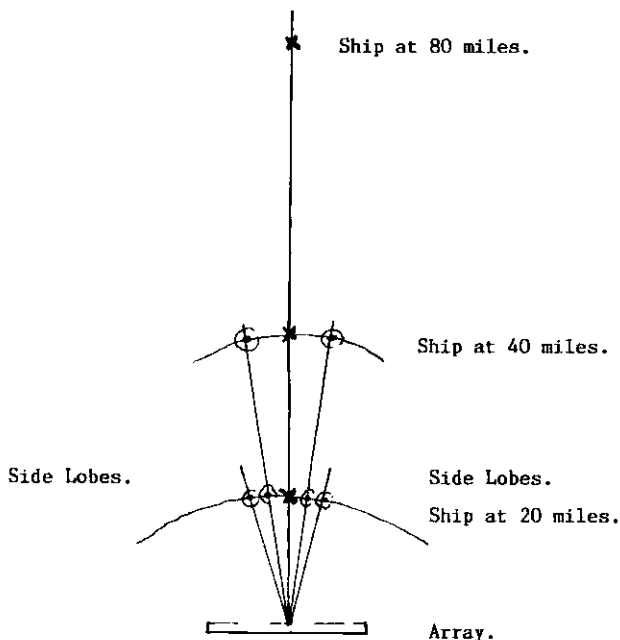 Ship at 80 miles.
Ship at 40 miles.
Side Lobes.
Side Lobes.
Ship at 20 miles.
Array.